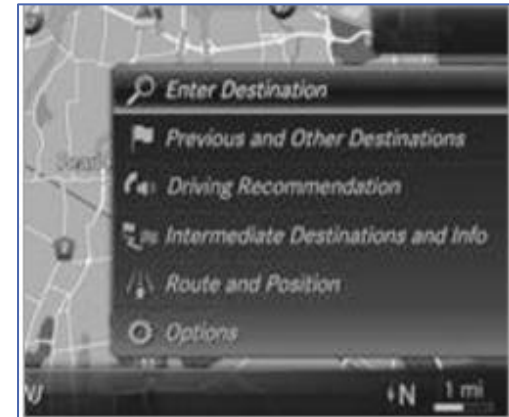 Enter Destination
Previous and Other Destinations
Driving Recommendation
Intermediate Destinations and Info
Route and Position
Options
N 1 mi